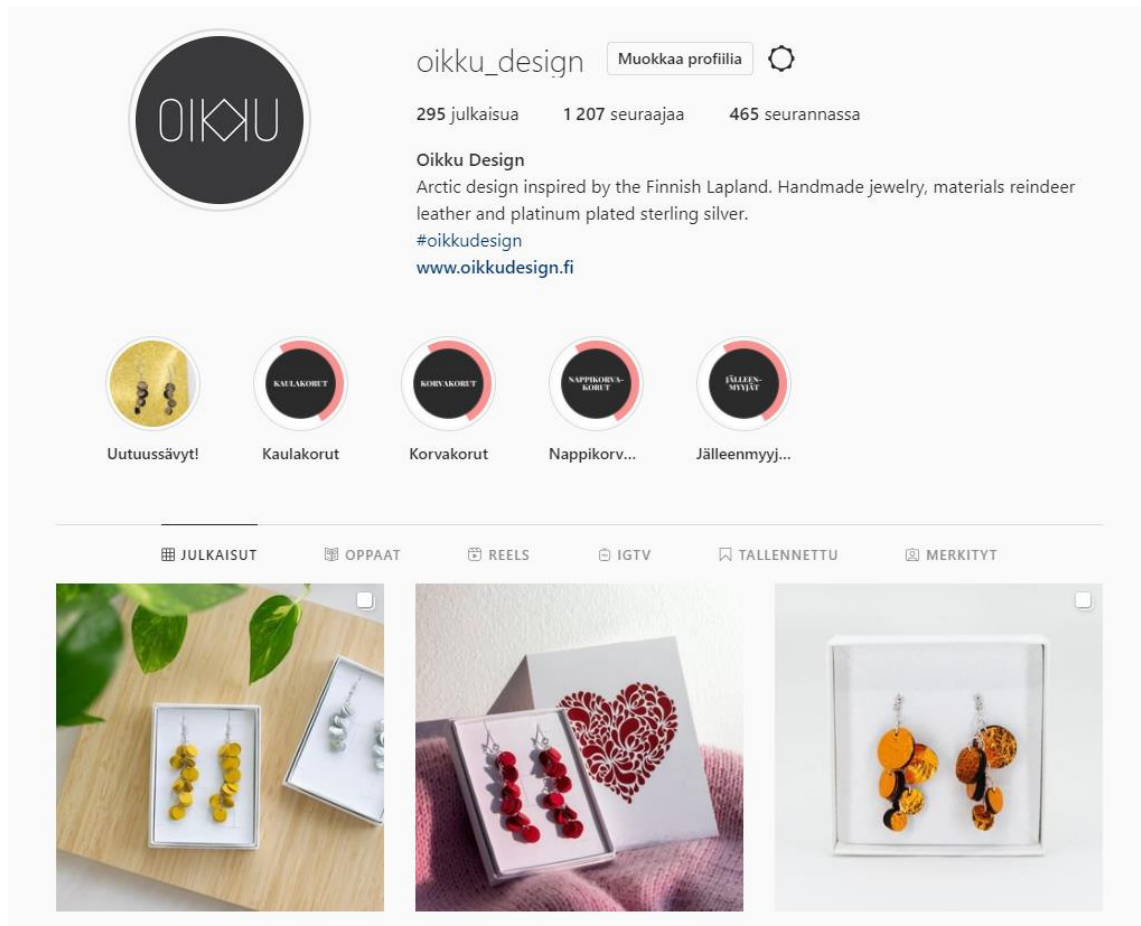 OIKKU
oikku_design Muokkaa profiilia
295 julkaisua 1 207 seuraajaa 465 seurannassa
Oikku Design
Arctic design inspired by the Finnish Lapland. Handmade jewelry, materials reindeer
leather and platinum plated sterling silver.
#oikkudesign
www.oikkudesign.fi
KAULAKORUT
KORVAKORUT
NAPPIKORVA-
KORUT
JÄLLEEN-
MYYJÄT
Uutuussävyt! Kaulakorut Korvakorut Nappikorv... Jälleenmyyj...
JULKAISUT OPPAAT REELS IGTV TALLENNETTU MERKITYT